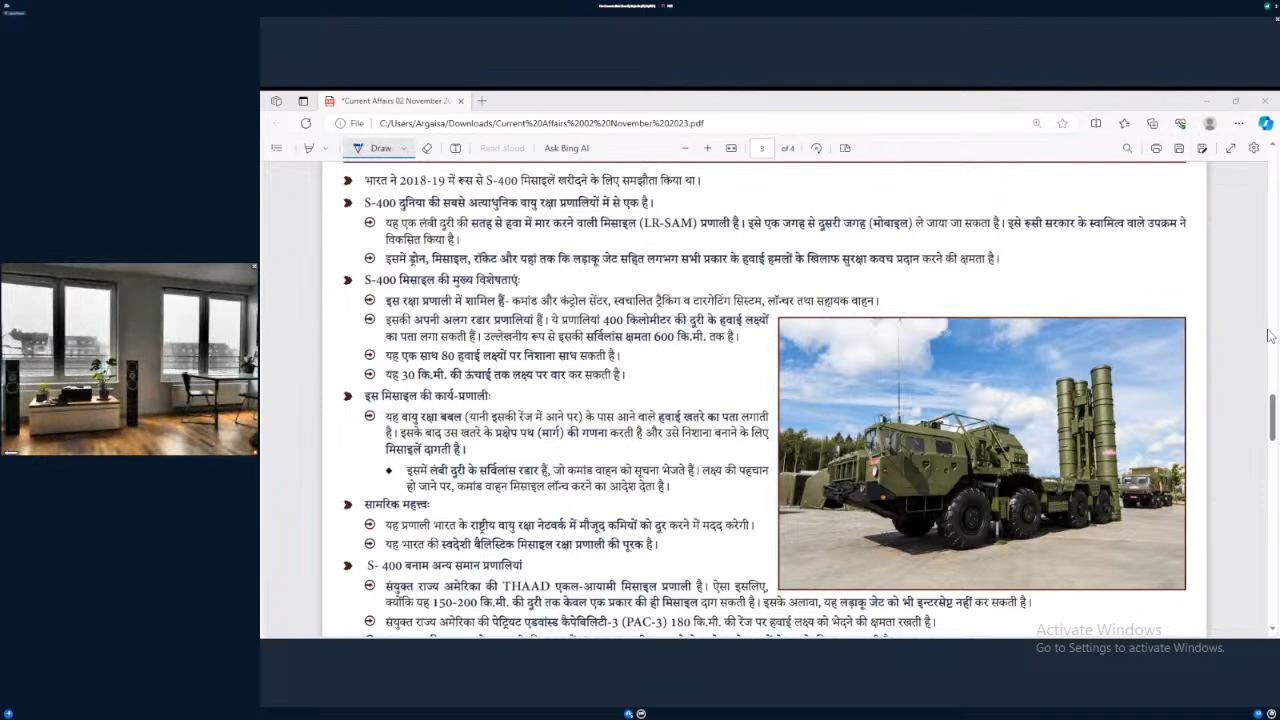 *Current Affairs 02 November 20
File
C:/Users/Argaisa/Downloads/Current%20Affairs%2002%20November%202023.pdf
Draw
Read aloud
Ask Bing AI
3
of 4
भारत ने 2018-19 में रूस से S-400 मिसाइलें खरीदने के लिए समझौता किया था।
S-400 दुनिया की सबसे अत्याधुनिक वायु रक्षा प्रणालियों में से एक है।
यह एक लंबी दूरी की सतह से हवा में मार करने वाली मिसाइल (LR-SAM) प्रणाली है। इसे एक जगह से दुसरी जगह (मोबाइल) ले जाया जा सकता है। इसे रूसी सरकार के स्वामित्व वाले उपक्रम ने
विकसित किया है।
इसमें ड्रोन, मिसाइल, रॉकेट और यहां तक कि लड़ाकू जेट सहित लगभग सभी प्रकार के हवाई हमलों के खिलाफ सुरक्षा कवच प्रदान करने की क्षमता है।
S-400 मिसाइल की मुख्य विशेषताएं:
इस रक्षा प्रणाली में शामिल हैं- कमांड और कंट्रोल सेंटर, स्वचालित ट्रैकिंग व टारगेटिंग सिस्टम, लॉन्चर तथा सहायक वाहन।
इसकी अपनी अलग रडार प्रणालियां हैं। ये प्रणालियां 400 किलोमीटर की दूरी के हवाई लक्ष्यों
का पता लगा सकती हैं। उल्लेखनीय रूप से इसकी सर्विलांस क्षमता 600 कि.मी. तक है।
यह एक साथ 80 हवाई लक्ष्यों पर निशाना साध सकती है।
यह 30 कि.मी. की ऊंचाई तक लक्ष्य पर वार कर सकती है।
इस मिसाइल की कार्य-प्रणाली:
यह वायु रक्षा बबल (यानी इसकी रेंज में आने पर) के पास आने वाले हवाई खतरे का पता लगाती
है। इसके बाद उस खतरे के प्रक्षेप पथ (मार्ग) की गणना करती है और उसे निशाना बनाने के लिए
मिसाइलें दागती है।
इसमें लंबी दूरी के सर्विलांस रडार हैं, जो कमांड वाहन को सूचना भेजते हैं। लक्ष्य की पहचान
हो जाने पर, कमांड वाहन मिसाइल लॉन्च करने का आदेश देता है।
सामरिक महत्त्व:
यह प्रणाली भारत के राष्ट्रीय वायु रक्षा नेटवर्क में मौजूद कमियों को दूर करने में मदद करेगी।
यह भारत की स्वदेशी बैलिस्टिक मिसाइल रक्षा प्रणाली की पूरक है।
S- 400 बनाम अन्य समान प्रणालियां
संयुक्त राज्य अमेरिका की THAAD एकल-आयामी मिसाइल प्रणाली है। ऐसा इसलिए,
क्योंकि यह 150-200 कि.मी. की दूरी तक केवल एक प्रकार की ही मिसाइल दाग सकती है। इसके अलावा, यह लड़ाकू जेट को भी इन्टरसेप्ट नहीं कर सकती है।
संयुक्त राज्य अमेरिका की पेट्रियट एडवांस्ड कैपेबिलिटी-3 (PAC-3) 180 कि.मी. की रेंज पर हवाई लक्ष्य को भेदने की क्षमता रखती है।
Activate Windows
Go to Settings to activate Windows.